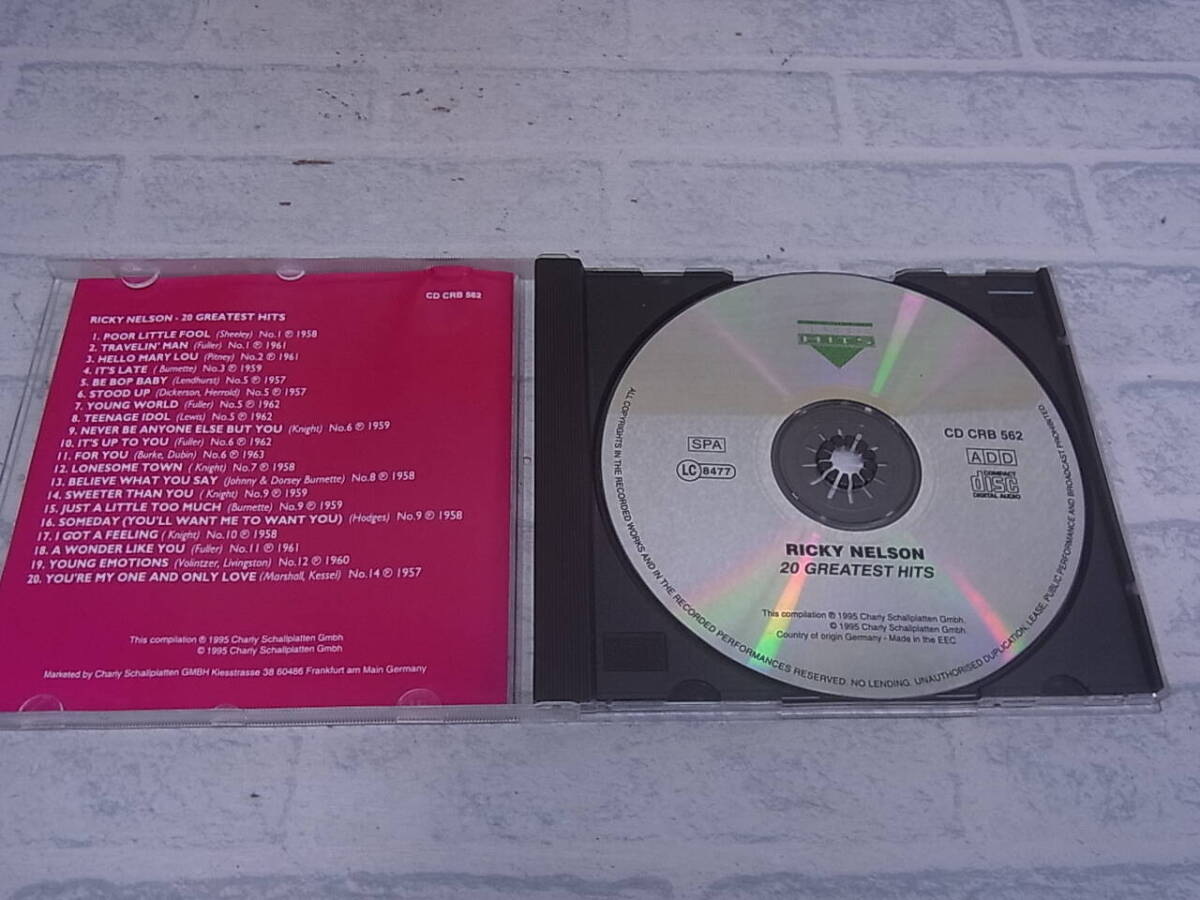 CD CRB 562
RICKY NELSON - 20 GREATEST HITS
1. POOR LITTLE FOOL (Sheeley) No.1 ℗ 1958
2. TRAVELIN' MAN (Fuller) No.1 ℗ 1961
3. HELLO MARY LOU (Pitney) No.2 ℗ 1961
4. IT'S LATE ( Burnette) No.3 ℗ 1959
5. BE BOP BABY (Lendhurst) No.5 ℗ 1957
6. STOOD UP (Dickerson, Herrold) No.5 ℗ 1957
7. YOUNG WORLD (Fuller) No.5 ℗ 1962
8. TEENAGE IDOL (Lewis) No.5 ℗ 1962
9. NEVER BE ANYONE ELSE BUT YOU (Knight) No.6 ℗ 1959
10. IT'S UP TO YOU (Fuller) No.6 ℗ 1962
11. FOR YOU (Burke, Dubin) No.6 ℗ 1963
12. LONESOME TOWN ( Knight) No.7 ℗ 1958
13. BELIEVE WHAT YOU SAY (Johnny & Dorsey Burnette) No.8 ℗ 1958
14. SWEETER THAN YOU ( Knight) No.9 ℗ 1959
15. JUST A LITTLE TOO MUCH (Burnette) No.9 ℗ 1959
16. SOMEDAY (YOU'LL WANT ME TO WANT YOU) (Hodges) No.9 ℗ 1958
17. I GOT A FEELING ( Knight) No.10 ℗ 1958
18. A WONDER LIKE YOU (Fuller) No.11 ℗ 1961
19. YOUNG EMOTIONS (Volintzer, Livingston) No.12 ℗ 1960
20. YOU'RE MY ONE AND ONLY LOVE (Marshall, Kessel) No.14 ℗ 1957
This compilation ℗ 1995 Charly Schallplatten Gmbh
© 1995 Charly Schallplatten Gmbh
Marketed by Charly Schallplatten GMBH Kiesstrasse 38 60486 Frankfurt am Main Germany
HITS
SPA
LC 8477
CD CRB 562
ADD
COMPACT
disc
DIGITAL AUDIO
RICKY NELSON
20 GREATEST HITS
This compilation ℗ 1995 Charly Schallplatten Gmbh.
© 1995 Charly Schallplatten Gmbh.
Country of origin Germany - Made in the EEC
ALL COPYRIGHTS IN THE RECORDED WORKS AND IN THE RECORDED PERFORMANCES RESERVED. NO LENDING. UNAUTHORISED DUPLICATION, LEASE, PUBLIC PERFORMANCE AND BROADCAST PROHIBITED